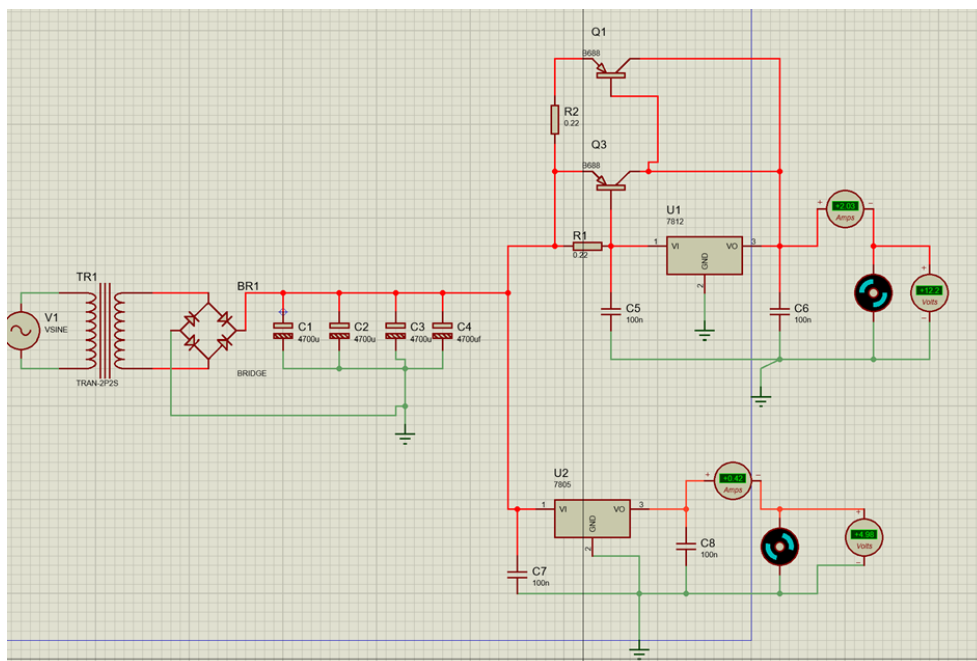 Q1
3688
R2
0.22
Q3
3688
U1
7812
R1
0.22
1
VI
VO
3
GND
2
+
+2.03
-
Amps
+
+12.2
Volts
-
C5
100n
C6
100n
TR1
V1
VSINE
TRAN-2P2S
BR1
BRIDGE
C1
4700u
C2
4700u
C3
4700u
C4
4700uf
U2
7805
1
VI
VO
3
GND
2
+
+0.42
-
Amps
+
+4.98
Volts
-
C7
100n
C8
100n